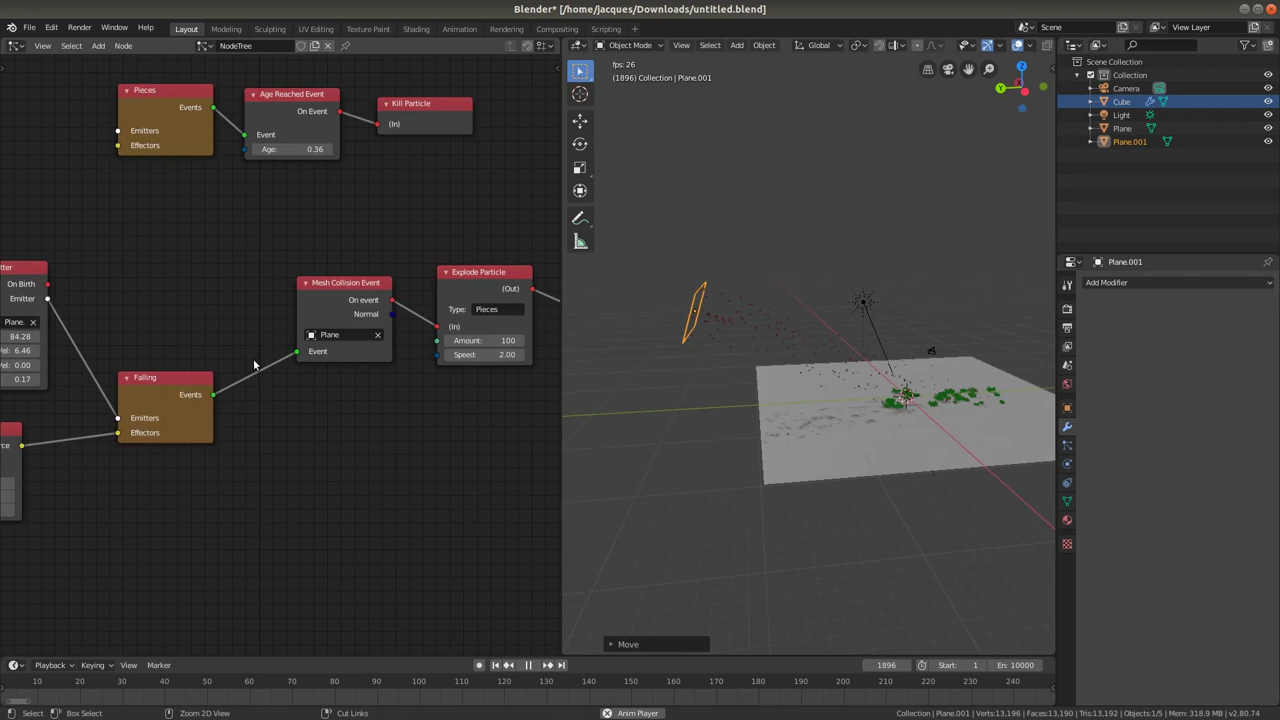 Blender* [/home/jacques/Downloads/untitled.blend]
File Edit Render Window Help
Layout Modeling Sculpting UV Editing Texture Paint Shading Animation Rendering Compositing Scripting +
Scene
View Layer
View Select Add Node
NodeTree
Object Mode
View Select Add Object
Global
fps: 26
(1896) Collection | Plane.001
Scene Collection
Collection
Camera
Cube
Light
Plane
Plane.001
Plane.001
Add Modifier
Pieces
Events
Emitters
Effectors
Age Reached Event
On Event
Event
Age: 0.36
Kill Particle
(In)
tter
On Birth
Emitter
Plane.
84.28
el: 6.46
el: 0.00
0.17
ce
Falling
Events
Emitters
Effectors
Mesh Collision Event
On event
Normal
Plane
Event
Explode Particle
(Out)
Type: Pieces
(In)
Amount: 100
Speed: 2.00
X
Y
Z
Move
Playback Keying View Marker
1896
Start: 1
En: 10000
10 20 30 40 50 60 70 80 90 100 110 120 130 140 150 160 170 180 190 200 210 220 230 240
Select
Box Select
Zoom 2D View
Cut Links
Anim Player
Collection | Plane.001 | Verts:13,196 | Faces:13,190 | Tris:13,192 | Objects:1/5 | Mem: 318.9 MB | v2.80.74